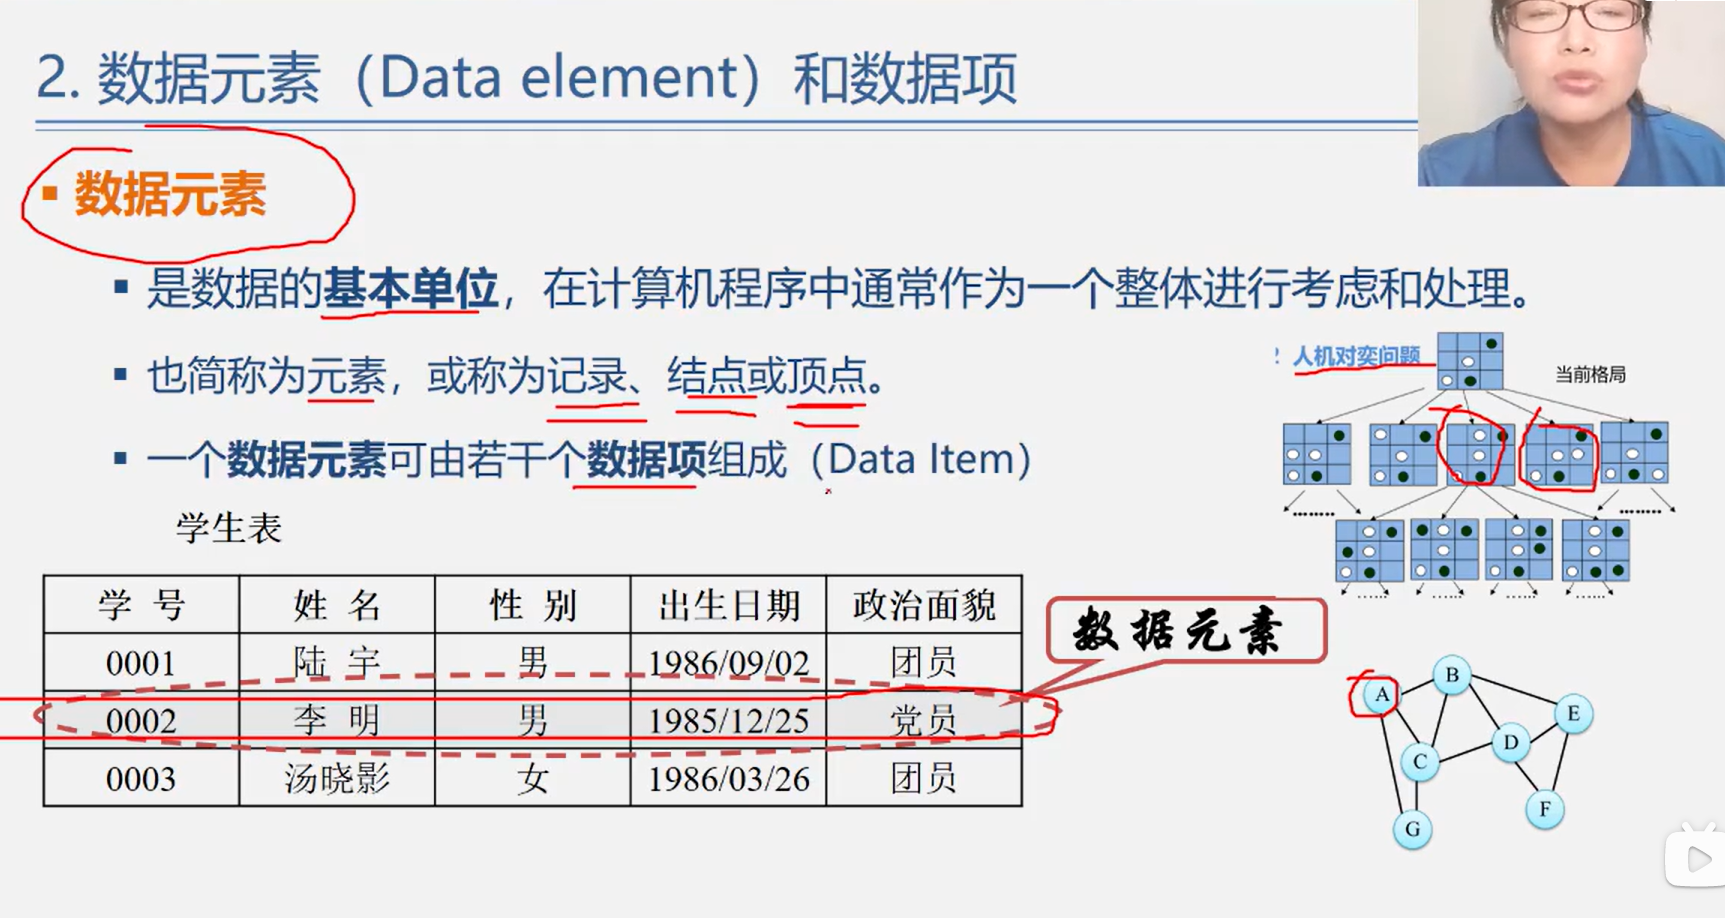 2. 数据元素（Data element）和数据项
数据元素
是数据的基本单位，在计算机程序中通常作为一个整体进行考虑和处理。
也简称为元素，或称为记录、结点或顶点。
一个数据元素可由若干个数据项组成（Data Item）
学生表
学 号 姓 名 性 别 出生日期 政治面貌
0001 陆 宇 男 1986/09/02 团员
0002 李 明 男 1985/12/25 党员
0003 汤晓影 女 1986/03/26 团员
数据元素
人机对奕问题
当前格局
........ ........
...... ...... ...... ......
A
B
E
D
C
F
G